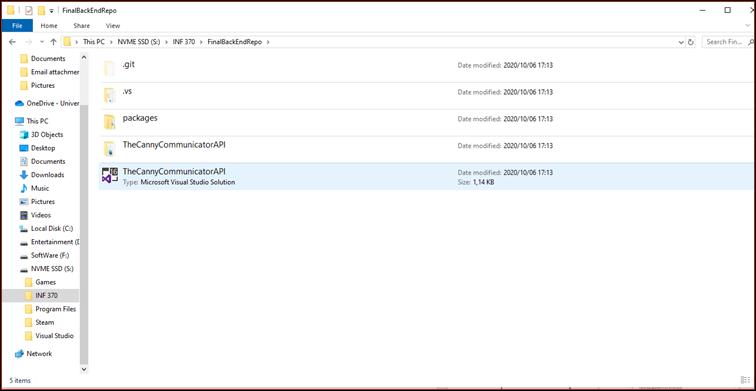 FinalBackEndRepo
File
Home
Share
View
This PC
NVME SSD (S:)
INF 370
FinalBackEndRepo
Search Fin...
Documents
Email attachmen
Pictures
OneDrive - Univer
This PC
3D Objects
Desktop
Documents
Downloads
Music
Pictures
Videos
Local Disk (C:)
Entertainment (D
SoftWare (F:)
NVME SSD (S:)
Games
INF 370
Program Files
Steam
Visual Studio
Network
.git
Date modified: 2020/10/06 17:13
.vs
Date modified: 2020/10/06 17:13
packages
Date modified: 2020/10/06 17:13
TheCannyCommunicatorAPI
Date modified: 2020/10/06 17:13
TheCannyCommunicatorAPI
Date modified: 2020/10/06 17:13
Type: Microsoft Visual Studio Solution
Size: 1,14 KB
5 items